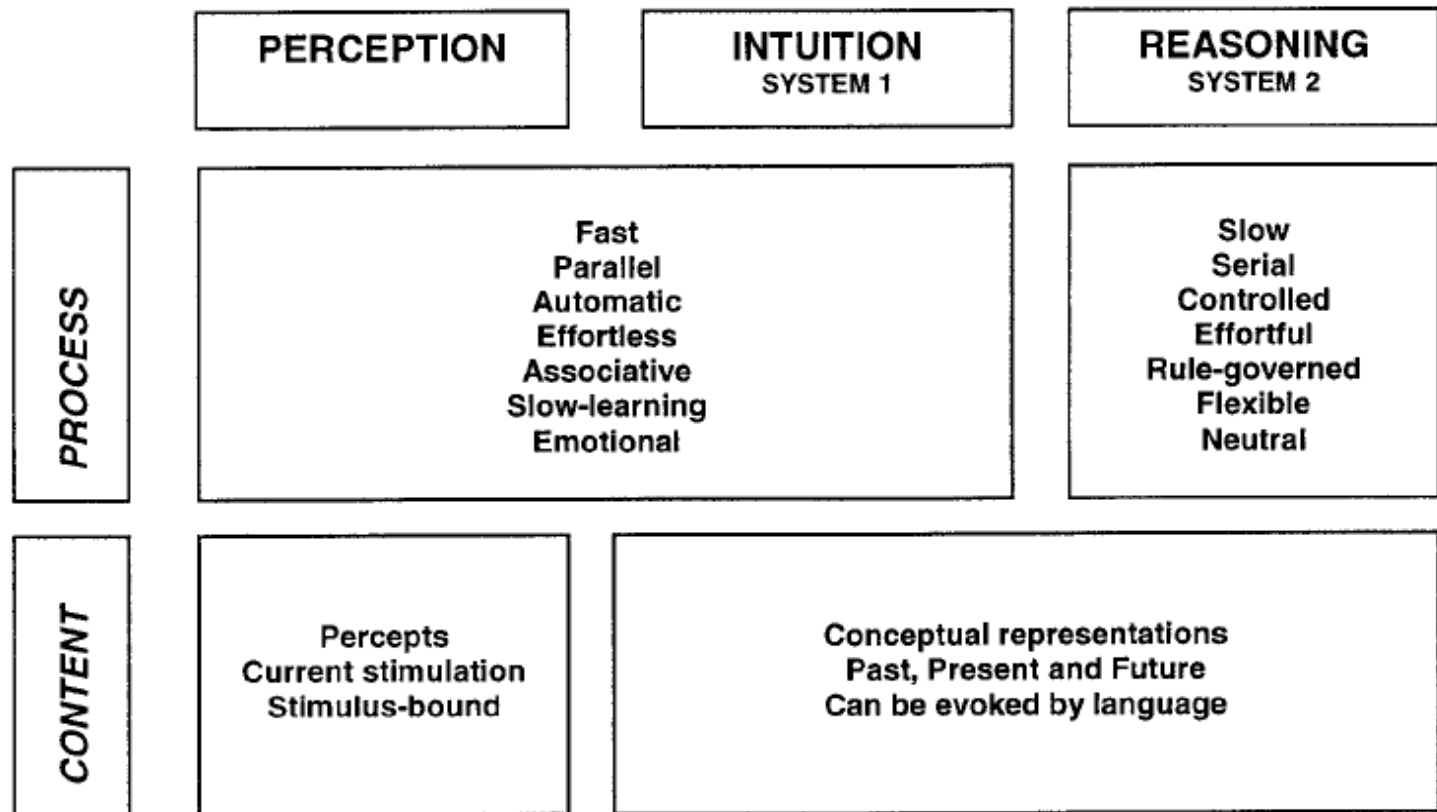 PERCEPTION
INTUITION
SYSTEM 1
REASONING
SYSTEM 2
PROCESS
Fast
Parallel
Automatic
Effortless
Associative
Slow-learning
Emotional
Slow
Serial
Controlled
Effortful
Rule-governed
Flexible
Neutral
CONTENT
Percepts
Current stimulation
Stimulus-bound
Conceptual representations
Past, Present and Future
Can be evoked by language